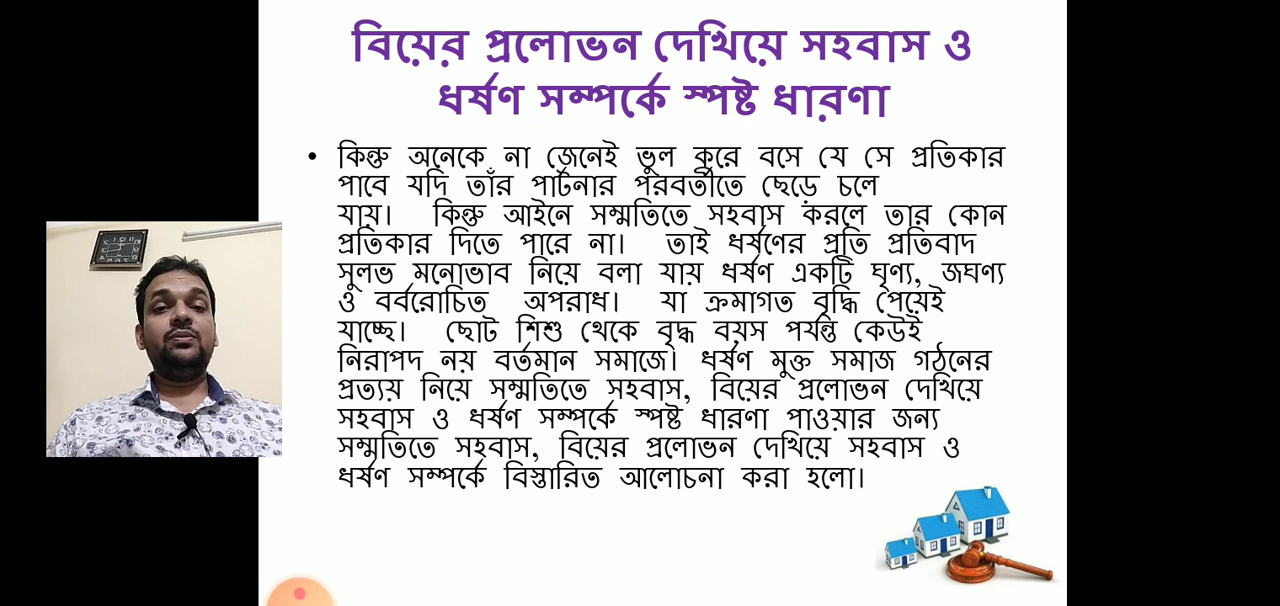 বিয়ের প্রলোভন দেখিয়ে সহবাস ও
ধর্ষণ সম্পর্কে স্পষ্ট ধারণা
• কিন্তু অনেকে না জেনেই ভুল করে বসে যে সে প্রতিকার
পাবে যদি তাঁর পার্টনার পরবর্তীতে ছেড়ে চলে
যায়। কিন্তু আইনে সম্মতিতে সহবাস করলে তার কোন
প্রতিকার দিতে পারে না। তাই ধর্ষণের প্রতি প্রতিবাদ
সুলভ মনোভাব নিয়ে বলা যায় ধর্ষণ একটি ঘৃণ্য, জঘণ্য
ও বর্বরোচিত অপরাধ। যা ক্রমাগত বৃদ্ধি পেয়েই
যাচ্ছে। ছোট শিশু থেকে বৃদ্ধ বয়স পর্যন্ত কেউই
নিরাপদ নয় বর্তমান সমাজে। ধর্ষণ মুক্ত সমাজ গঠনের
প্রত্যয় নিয়ে সম্মতিতে সহবাস, বিয়ের প্রলোভন দেখিয়ে
সহবাস ও ধর্ষণ সম্পর্কে স্পষ্ট ধারণা পাওয়ার জন্য
সম্মতিতে সহবাস, বিয়ের প্রলোভন দেখিয়ে সহবাস ও
ধর্ষণ সম্পর্কে বিস্তারিত আলোচনা করা হলো।